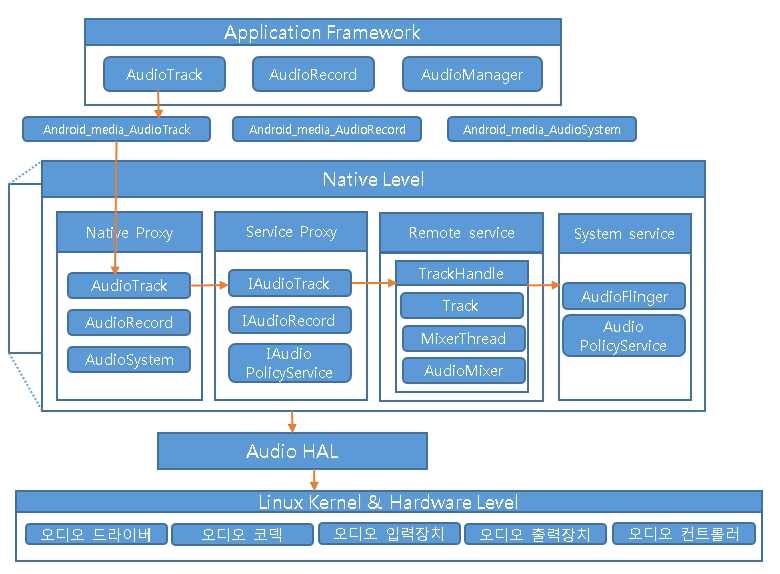 Application Framework
AudioTrack
AudioRecord
AudioManager
Android_media_AudioTrack
Android_media_AudioRecord
Android_media_AudioSystem
Native Level
Native Proxy
Service Proxy
Remote service
System service
AudioTrack
AudioRecord
AudioSystem
IAudioTrack
IAudioRecord
IAudio
PolicyService
TrackHandle
Track
MixerThread
AudioMixer
AudioFlinger
Audio
PolicyService
Audio HAL
Linux Kernel & Hardware Level
오디오 드라이버
오디오 코덱
오디오 입력장치
오디오 출력장치
오디오 컨트롤러